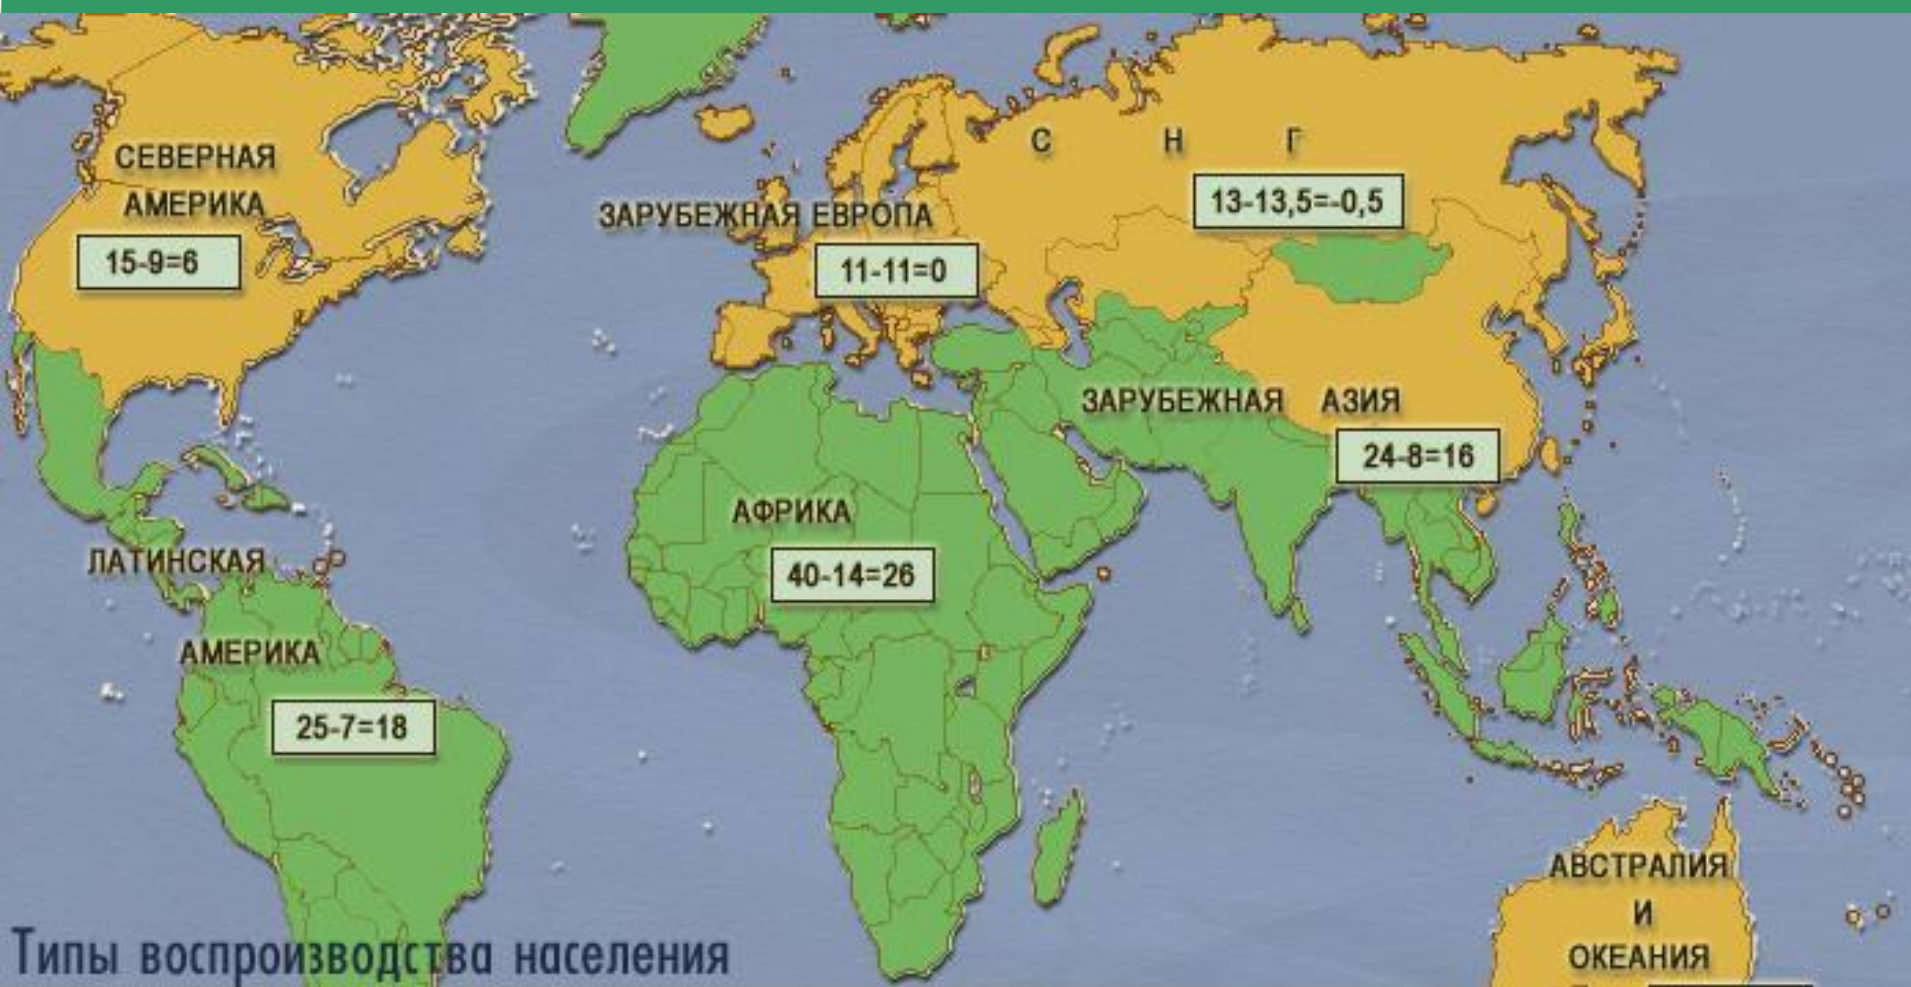 СЕВЕРНАЯ
АМЕРИКА
15-9=6
С Н Г
13-13,5=-0,5
ЗАРУБЕЖНАЯ ЕВРОПА
11-11=0
ЗАРУБЕЖНАЯ АЗИЯ
24-8=16
АФРИКА
40-14=26
ЛАТИНСКАЯ
АМЕРИКА
25-7=18
АВСТРАЛИЯ
И
ОКЕАНИЯ
Типы воспроизводства населения